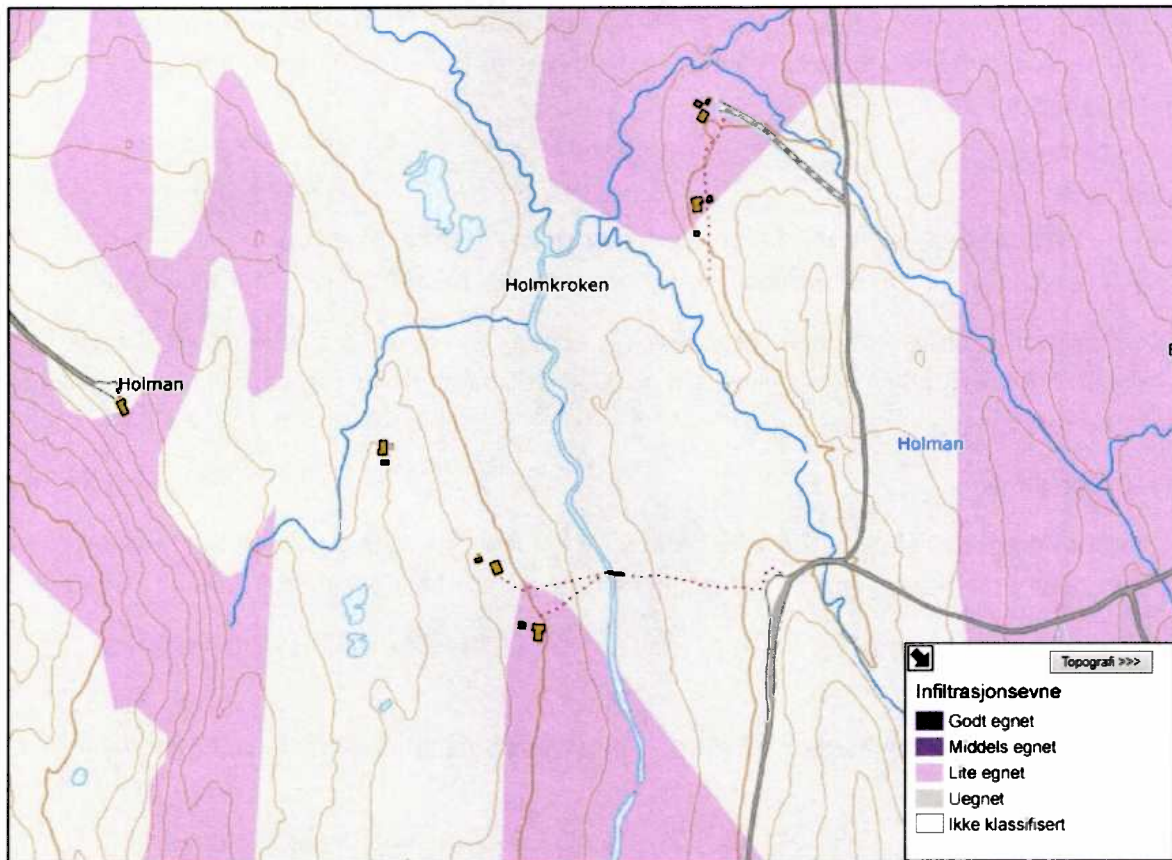 Holmkroken
Holman
Holman
Topografi >>>
Infiltrasjonsevne
Godt egnet
Middels egnet
Lite egnet
Uegnet
Ikke klassifisert